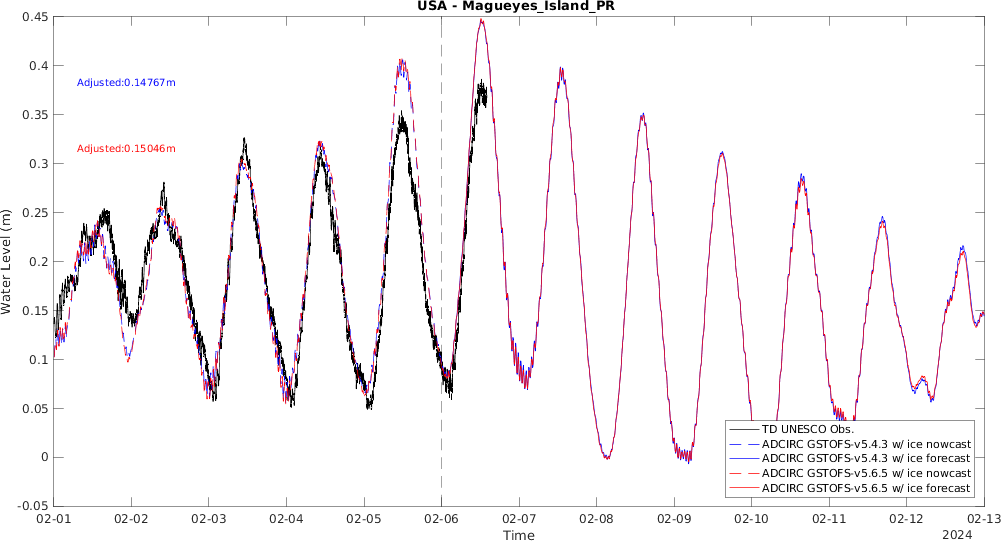 USA - Magueyes_Island_PR
0.45
0.4
0.35
0.3
0.25
0.2
0.15
0.1
0.05
0
-0.05
Water Level (m)
Adjusted:0.14767m
Adjusted:0.15046m
TD UNESCO Obs.
ADCIRC GSTOFS-v5.4.3 w/ ice nowcast
ADCIRC GSTOFS-v5.4.3 w/ ice forecast
ADCIRC GSTOFS-v5.6.5 w/ ice nowcast
ADCIRC GSTOFS-v5.6.5 w/ ice forecast
02-01 02-02 02-03 02-04 02-05 02-06 02-07 02-08 02-09 02-10 02-11 02-12 02-13
Time
2024